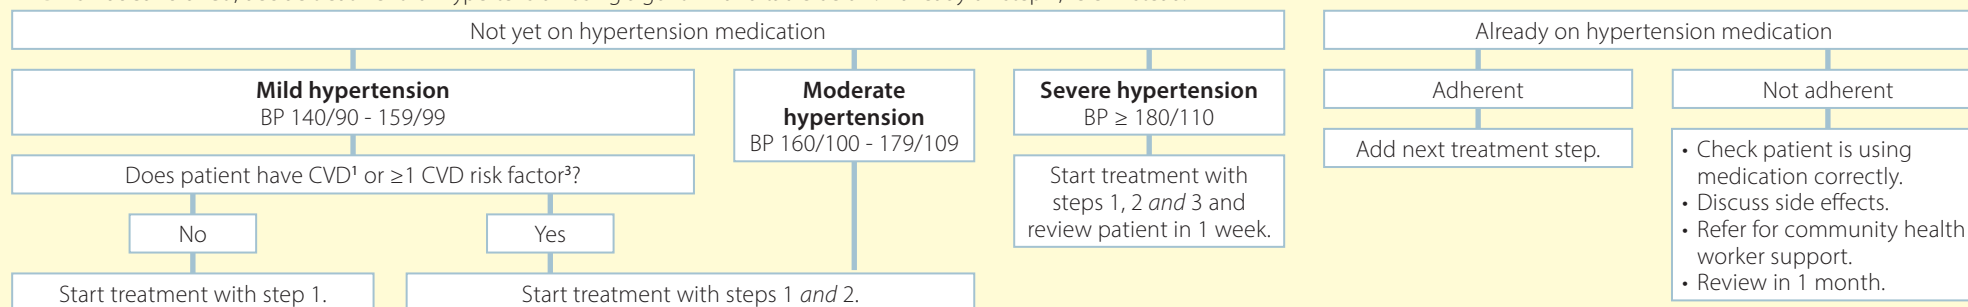 Not yet on hypertension medication
Mild hypertension
BP 140/90 - 159/99
Does patient have CVD¹ or ≥1 CVD risk factor³?
No
Start treatment with step 1.
Yes
Moderate
hypertension
BP 160/100 - 179/109
Start treatment with steps 1 and 2.
Severe hypertension
BP ≥ 180/110
Start treatment with
steps 1, 2 and 3 and
review patient in 1 week.
Already on hypertension medication
Adherent
Add next treatment step.
Not adherent
• Check patient is using
medication correctly.
• Discuss side effects.
• Refer for community health
worker support.
• Review in 1 month.